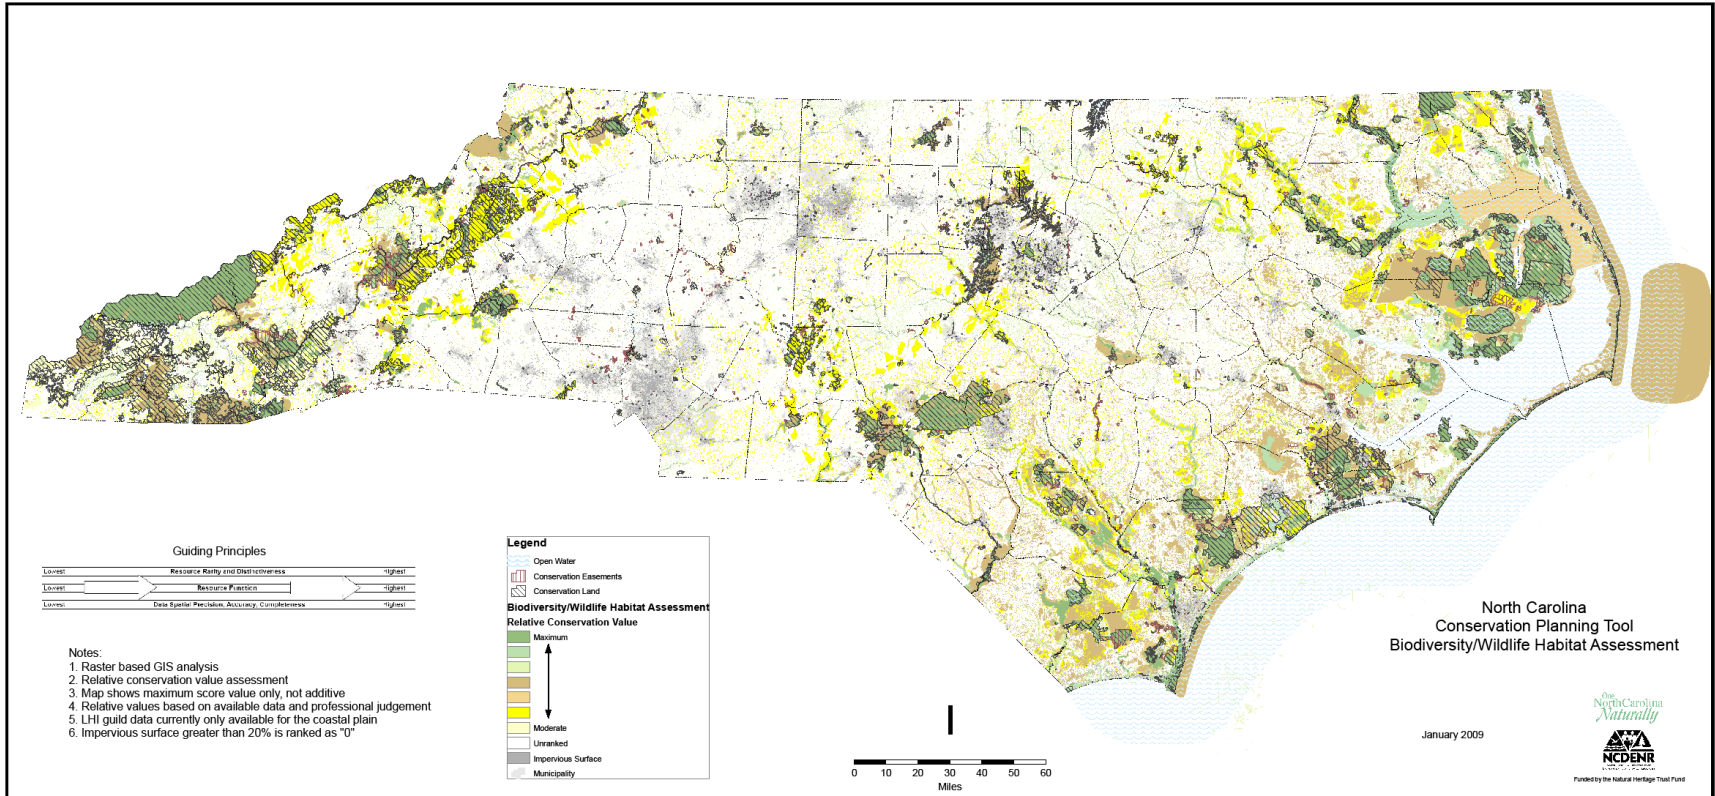 Guiding Principles
Lowest Resource Rarity and Distinctiveness Highest
Lowest Resource Function Highest
Lowest Data Spatial Precision, Accuracy, Completeness Highest
Notes:
1. Raster based GIS analysis
2. Relative conservation value assessment
3. Map shows maximum score value only, not additive
4. Relative values based on available data and professional judgement
5. LHI guild data currently only available for the coastal plain
6. Impervious surface greater than 20% is ranked as "0"
Legend
Open Water
Conservation Easements
Conservation Land
Biodiversity/Wildlife Habitat Assessment
Relative Conservation Value
Maximum
Moderate
Unranked
Impervious Surface
Municipality
0 10 20 30 40 50 60
Miles
North Carolina
Conservation Planning Tool
Biodiversity/Wildlife Habitat Assessment
January 2009
One
NorthCarolina
Naturally
NCDENR
Funded by the Natural Heritage Trust Fund